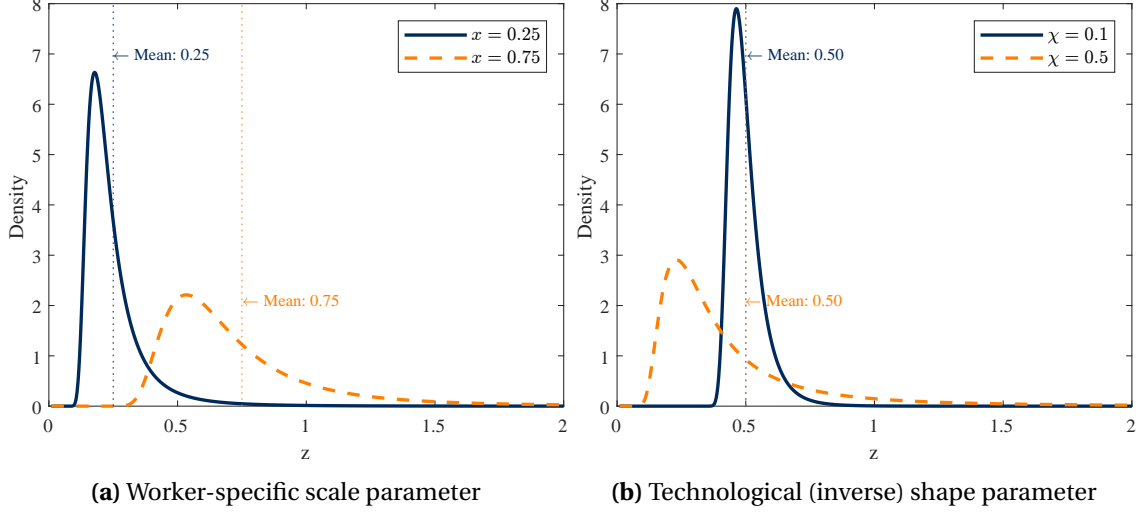 8
7
6
5
4
3
2
1
0
Density
0
0.5
1
1.5
2
z
x = 0.25
x = 0.75
← Mean: 0.25
← Mean: 0.75
(a) Worker-specific scale parameter
8
7
6
5
4
3
2
1
0
Density
0
0.5
1
1.5
2
z
χ = 0.1
χ = 0.5
← Mean: 0.50
← Mean: 0.50
(b) Technological (inverse) shape parameter